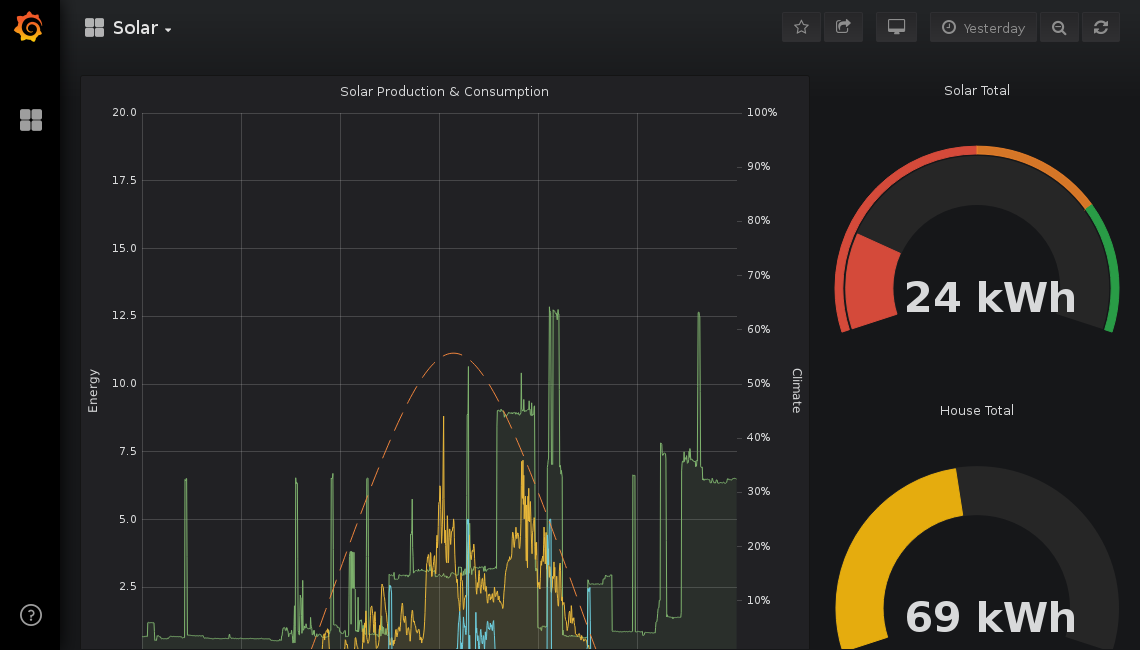 Solar
Yesterday
Solar Production & Consumption
20.0
17.5
15.0
12.5
10.0
7.5
5.0
2.5
Energy
100%
90%
80%
70%
60%
50%
40%
30%
20%
10%
Climate
Solar Total
24 kWh
House Total
69 kWh
?